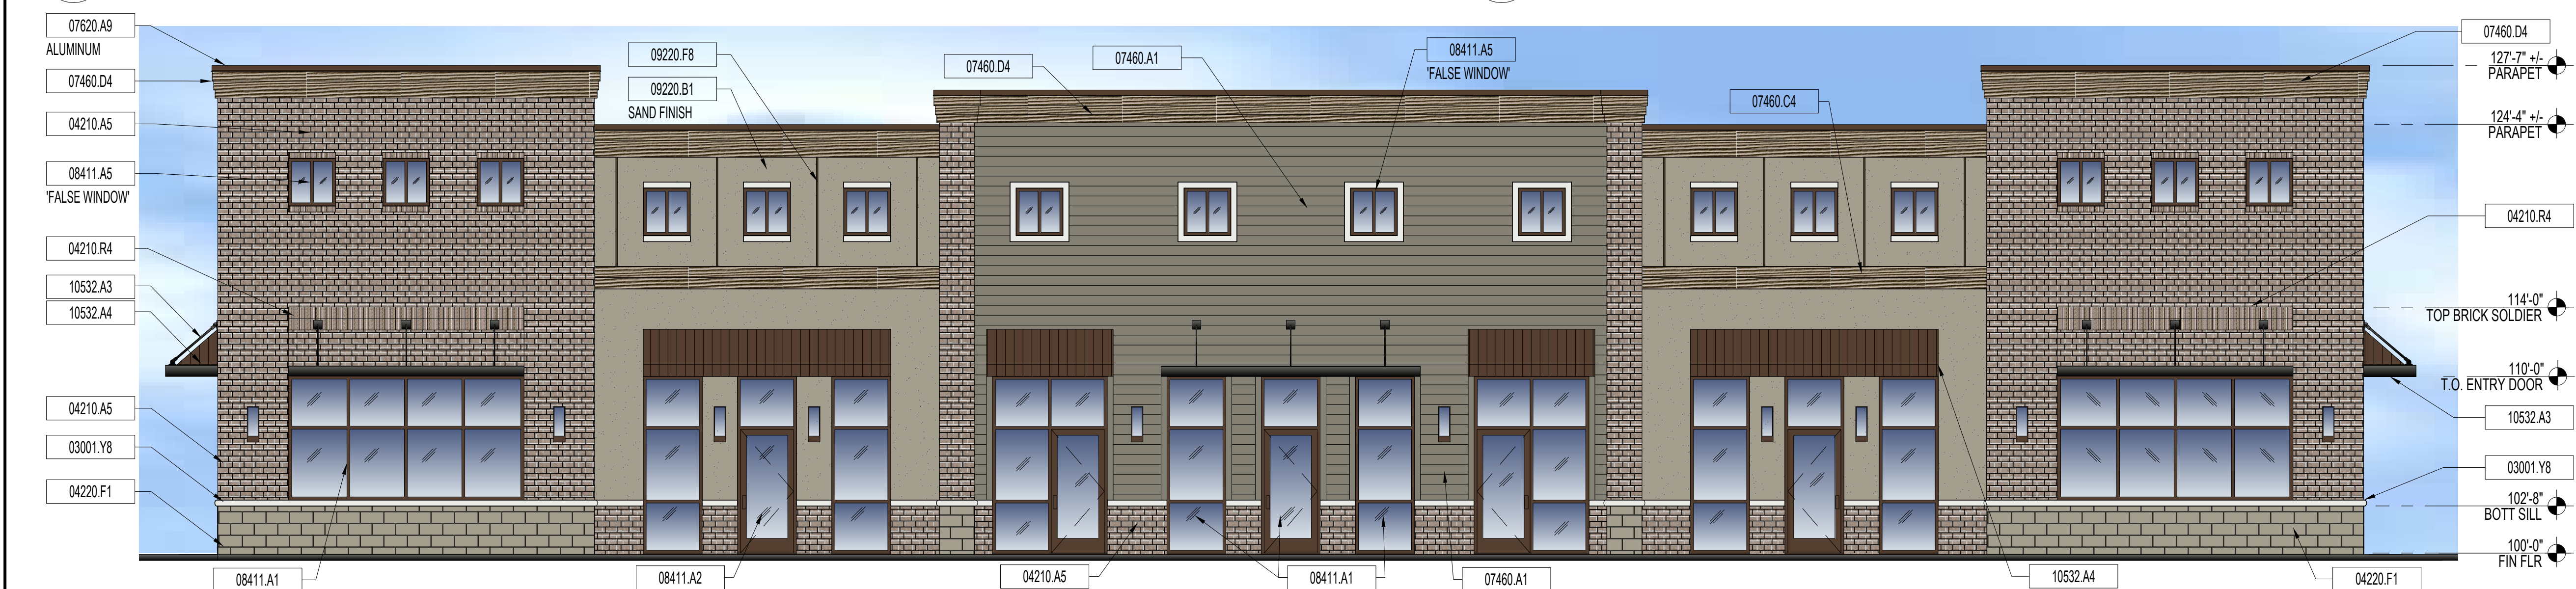 07620.A9
ALUMINUM
07460.D4
04210.A5
08411.A5
'FALSE WINDOW'
04210.R4
10532.A3
10532.A4
04210.A5
03001.Y8
04220.F1
09220.F8
09220.B1
SAND FINISH
07460.D4
07460.A1
08411.A5
'FALSE WINDOW'
07460.C4
07460.D4
127'-7" +/-
PARAPET
124'-4" +/-
PARAPET
04210.R4
114'-0"
TOP BRICK SOLDIER
110'-0"
T.O. ENTRY DOOR
10532.A3
03001.Y8
102'-8"
BOTT SILL
100'-0"
FIN FLR
08411.A1
08411.A2
04210.A5
08411.A1
07460.A1
10532.A4
04220.F1